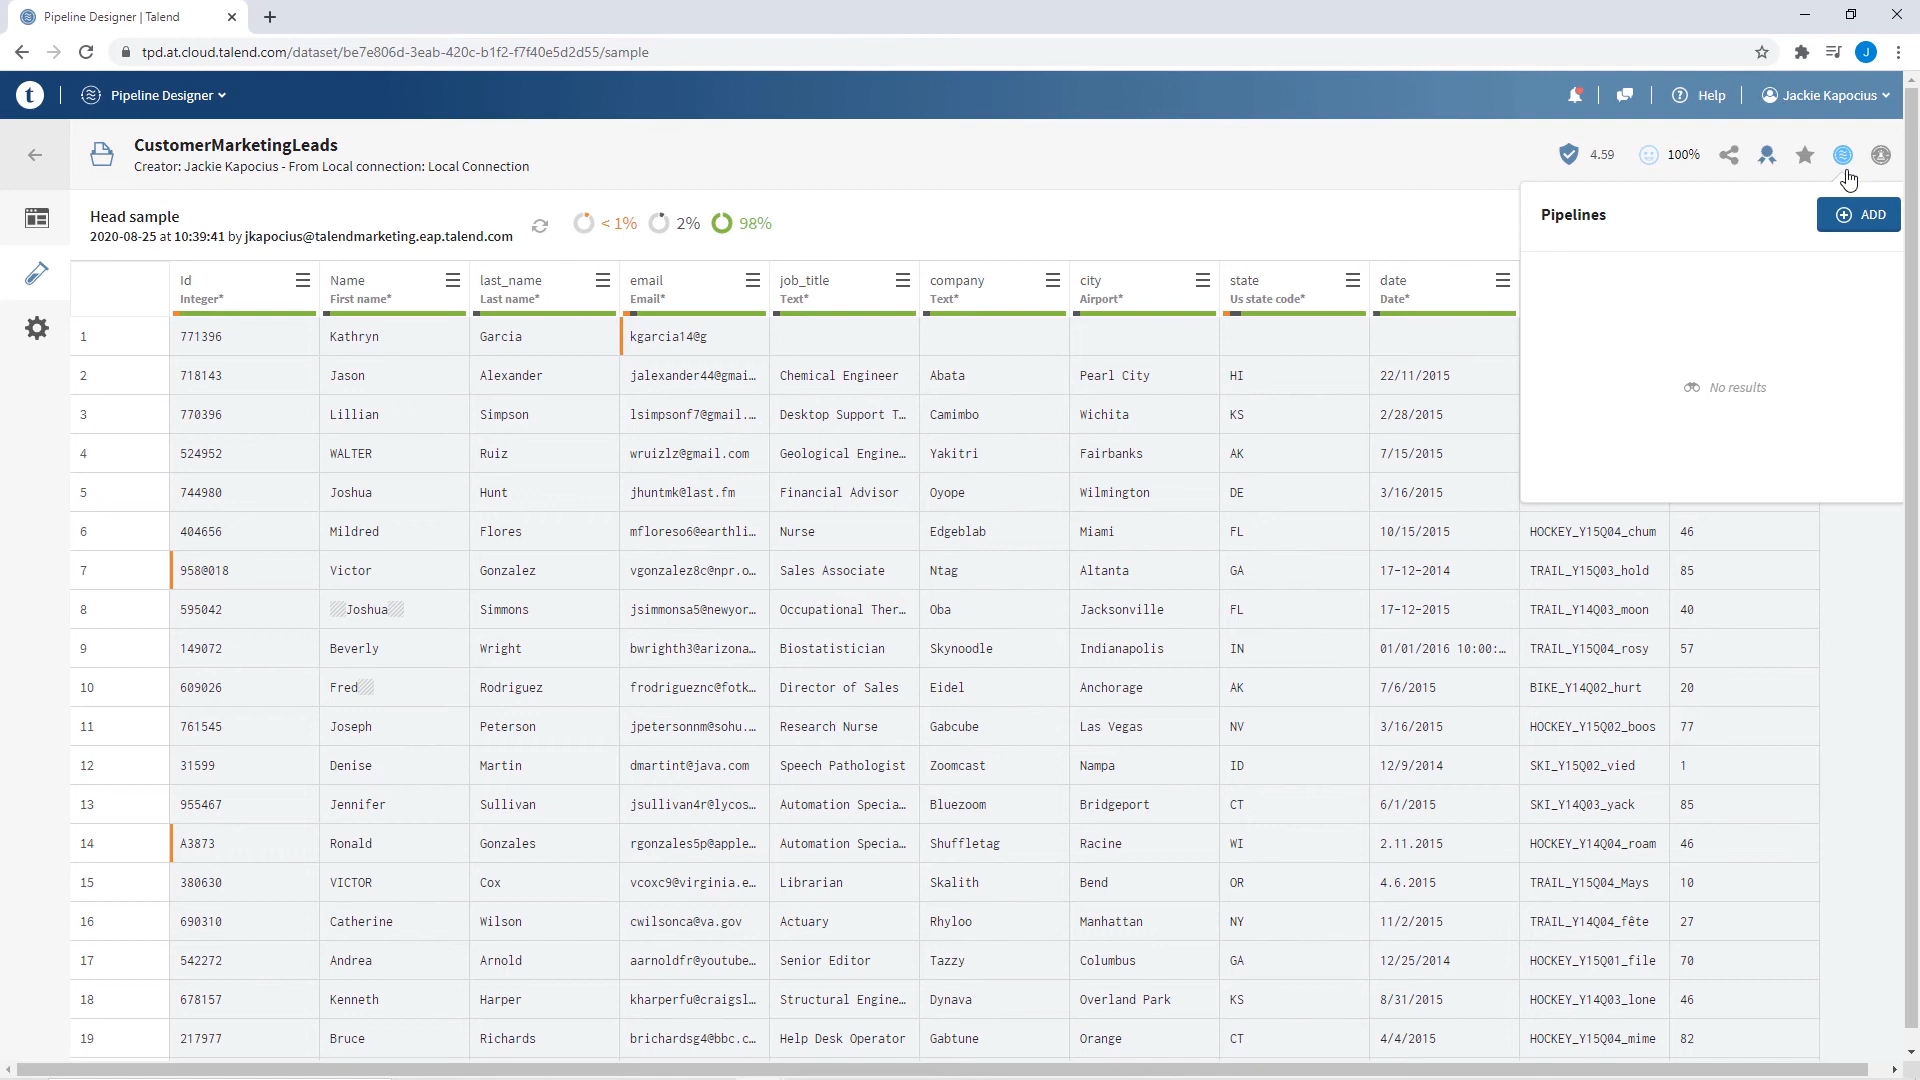 Pipeline Designer | Talend
tpd.at.cloud.talend.com/dataset/be7e806d-3eab-420c-b1f2-f7f40e5d2d55/sample
J
t | Pipeline Designer
Help
Jackie Kapocius
CustomerMarketingLeads
Creator: Jackie Kapocius - From Local connection: Local Connection
4.59
100%
Pipelines
ADD
No results
Head sample
2020-08-25 at 10:39:41 by jkapocius@talendmarketing.eap.talend.com
< 1% 2% 98%
Id Name last_name email job_title company city state date
Integer* First name* Last name* Email* Text* Text* Airport* Us state code* Date*
1 771396 Kathryn Garcia kgarcia14@g
2 718143 Jason Alexander jalexander44@gmai… Chemical Engineer Abata Pearl City HI 22/11/2015
3 770396 Lillian Simpson lsimpsonf7@gmail.… Desktop Support T… Camimbo Wichita KS 2/28/2015
4 524952 WALTER Ruiz wruizlz@gmail.com Geological Engine… Yakitri Fairbanks AK 7/15/2015
5 744980 Joshua Hunt jhuntmk@last.fm Financial Advisor Oyope Wilmington DE 3/16/2015
6 404656 Mildred Flores mfloreso6@earthli… Nurse Edgeblab Miami FL 10/15/2015 HOCKEY_Y15Q04_chum 46
7 958@018 Victor Gonzalez vgonzalez8c@npr.o… Sales Associate Ntag Altanta GA 17-12-2014 TRAIL_Y15Q03_hold 85
8 595042 Joshua Simmons jsimmonsa5@newyor… Occupational Ther… Oba Jacksonville FL 17-12-2015 TRAIL_Y14Q03_moon 40
9 149072 Beverly Wright bwrighth3@arizona… Biostatistician Skynoodle Indianapolis IN 01/01/2016 10:00:… TRAIL_Y15Q04_rosy 57
10 609026 Fred Rodriguez frodrigueznc@fotk… Director of Sales Eidel Anchorage AK 7/6/2015 BIKE_Y14Q02_hurt 20
11 761545 Joseph Peterson jpetersonnm@sohu.… Research Nurse Gabcube Las Vegas NV 3/16/2015 HOCKEY_Y15Q02_boos 77
12 31599 Denise Martin dmartint@java.com Speech Pathologist Zoomcast Nampa ID 12/9/2014 SKI_Y15Q02_vied 1
13 955467 Jennifer Sullivan jsullivan4r@lycos… Automation Specia… Bluezoom Bridgeport CT 6/1/2015 SKI_Y14Q03_yack 85
14 A3873 Ronald Gonzales rgonzales5p@apple… Automation Specia… Shuffletag Racine WI 2.11.2015 HOCKEY_Y14Q04_roam 46
15 380630 VICTOR Cox vcoxc9@virginia.e… Librarian Skalith Bend OR 4.6.2015 TRAIL_Y15Q04_Mays 10
16 690310 Catherine Wilson cwilsonca@va.gov Actuary Rhyloo Manhattan NY 11/2/2015 TRAIL_Y14Q04_fête 27
17 542272 Andrea Arnold aarnoldfr@youtube… Senior Editor Tazzy Columbus GA 12/25/2014 HOCKEY_Y15Q01_file 70
18 678157 Kenneth Harper kharperfu@craigsl… Structural Engine… Dynava Overland Park KS 8/31/2015 HOCKEY_Y14Q03_lone 46
19 217977 Bruce Richards brichardsg4@bbc.c… Help Desk Operator Gabtune Orange CT 4/4/2015 HOCKEY_Y15Q04_mime 82